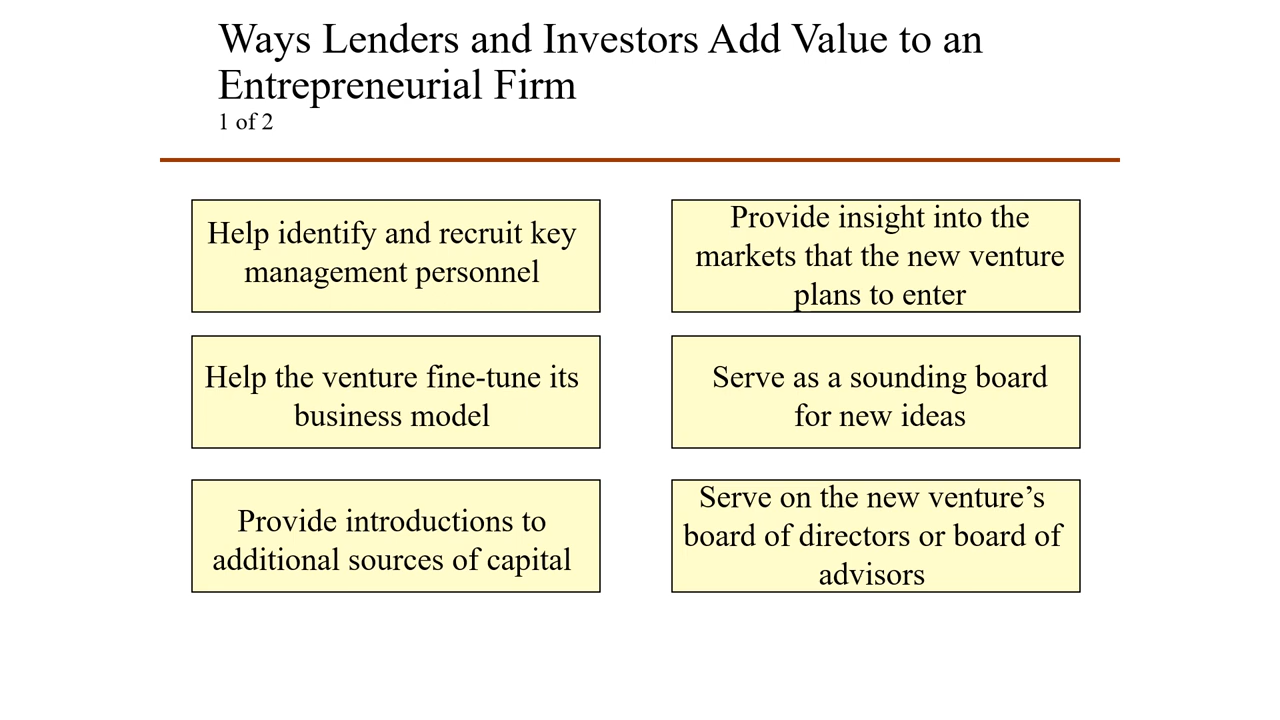 Ways Lenders and Investors Add Value to an
Entrepreneurial Firm
1 of 2
Help identify and recruit key
management personnel
Provide insight into the
markets that the new venture
plans to enter
Help the venture fine-tune its
business model
Serve as a sounding board
for new ideas
Provide introductions to
additional sources of capital
Serve on the new venture’s
board of directors or board of
advisors